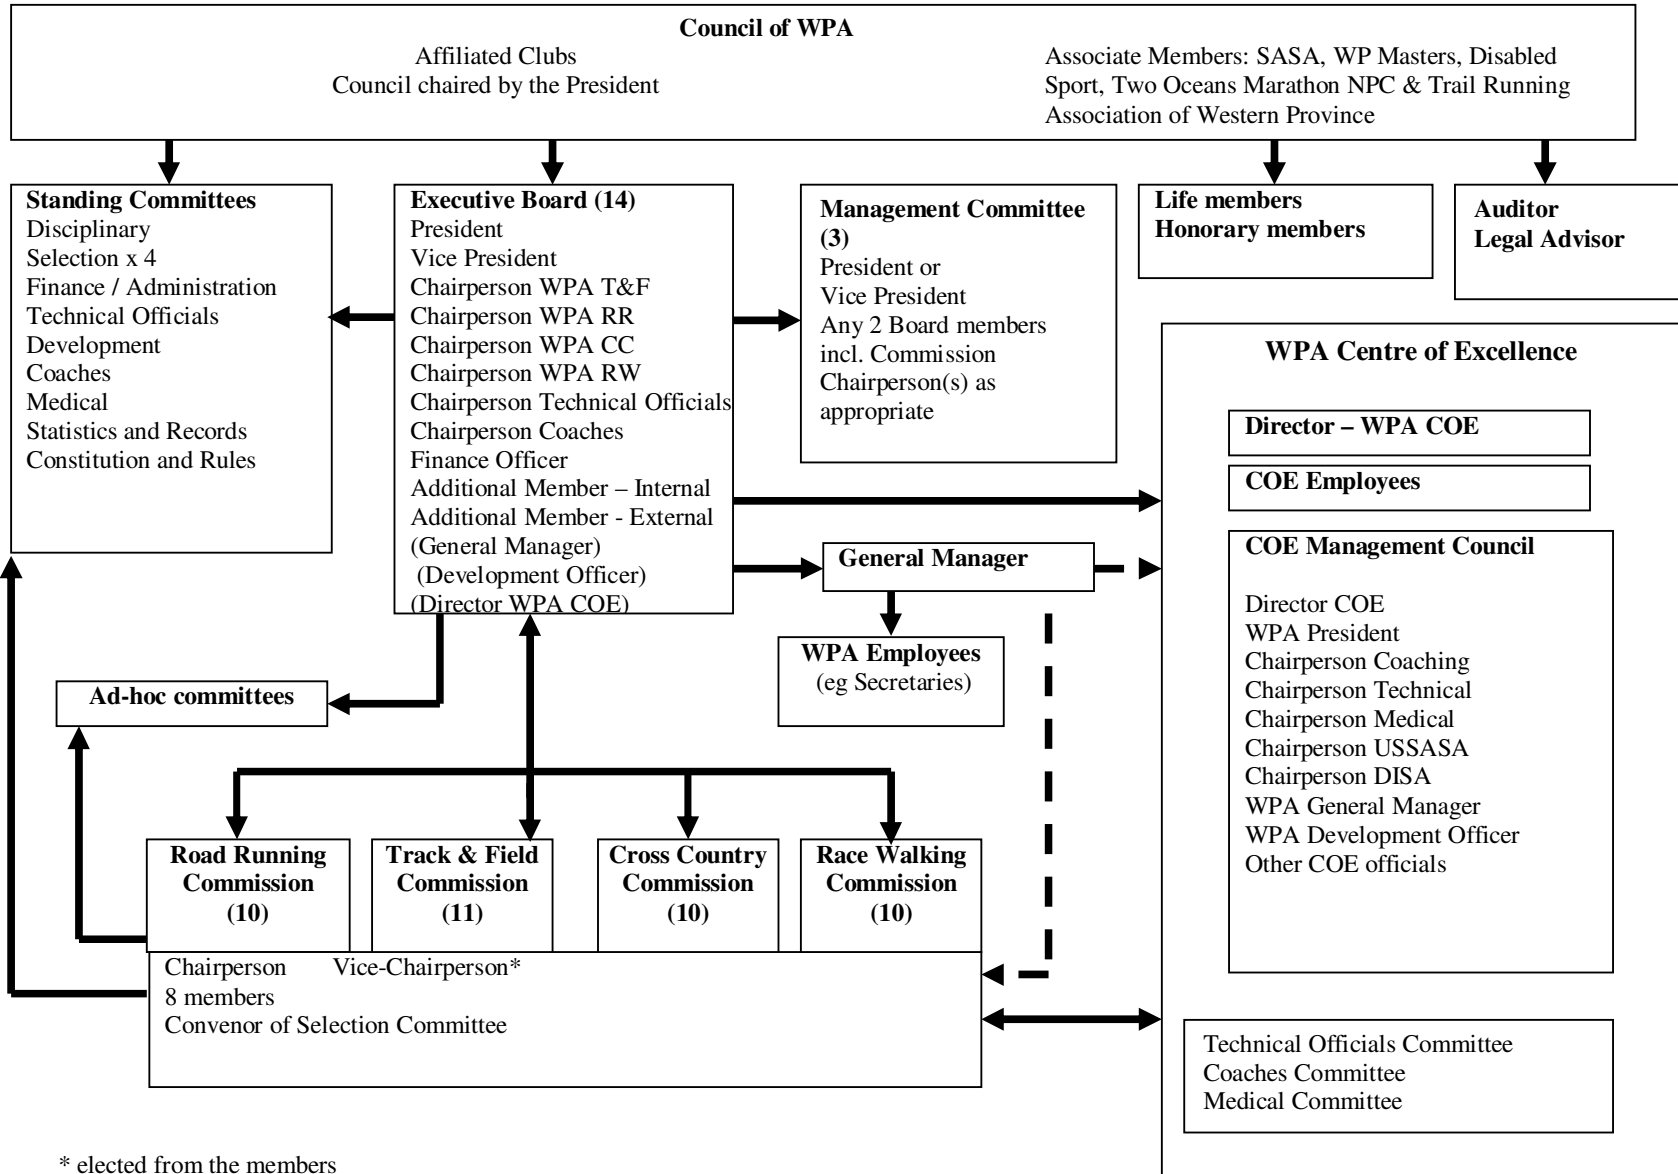 Council of WPA
Affiliated Clubs
Council chaired by the President
Associate Members: SASA, WP Masters, Disabled
Sport, Two Oceans Marathon NPC & Trail Running
Association of Western Province
Standing Committees
Disciplinary
Selection x 4
Finance / Administration
Technical Officials
Development
Coaches
Medical
Statistics and Records
Constitution and Rules
Executive Board (14)
President
Vice President
Chairperson WPA T&F
Chairperson WPA RR
Chairperson WPA CC
Chairperson WPA RW
Chairperson Technical Officials
Chairperson Coaches
Finance Officer
Additional Member – Internal
Additional Member - External
(General Manager)
(Development Officer)
(Director WPA COE)
Management Committee
(3)
President or
Vice President
Any 2 Board members
incl. Commission
Chairperson(s) as
appropriate
Life members
Honorary members
Auditor
Legal Advisor
WPA Centre of Excellence
Director – WPA COE
COE Employees
COE Management Council
Director COE
WPA President
Chairperson Coaching
Chairperson Technical
Chairperson Medical
Chairperson USSASA
Chairperson DISA
WPA General Manager
WPA Development Officer
Other COE officials
General Manager
WPA Employees
(eg Secretaries)
Ad-hoc committees
Road Running
Commission
(10)
Track & Field
Commission
(11)
Cross Country
Commission
(10)
Race Walking
Commission
(10)
Chairperson Vice-Chairperson*
8 members
Convenor of Selection Committee
Technical Officials Committee
Coaches Committee
Medical Committee
* elected from the members